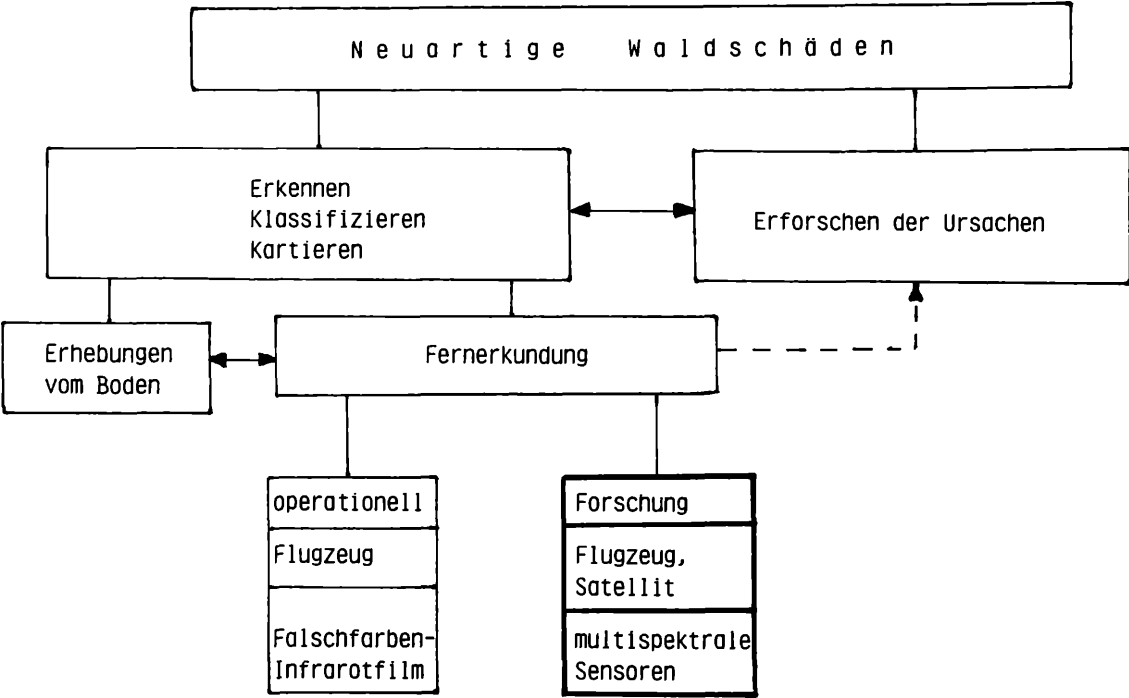 Neuartige Waldschäden
Erkennen
Klassifizieren
Kartieren
Erforschen der Ursachen
Erhebungen
vom Boden
Fernerkundung
operationell
Flugzeug
Falschfarben-
Infrarotfilm
Forschung
Flugzeug,
Satellit
multispektrale
Sensoren